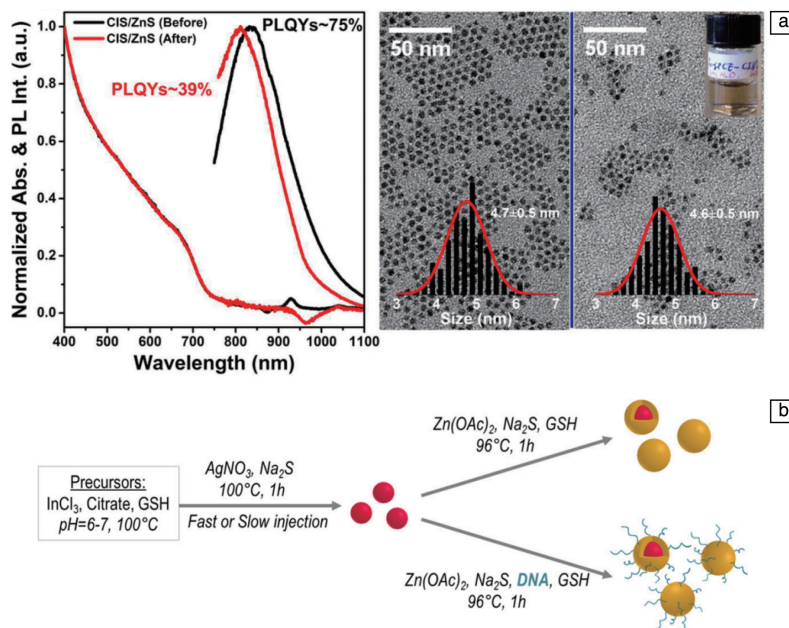 a
CIS/ZnS (Before)
CIS/ZnS (After)
PLQYs~75%
PLQYs~39%
Normalized Abs. & PL Int. (a.u.)
1.0
0.8
0.6
0.4
0.2
0.0
400 500 600 700 800 900 1000 1100
Wavelength (nm)
50 nm
4.7±0.5 nm
3 4 5 6 7
Size (nm)
50 nm
4.6±0.5 nm
3 4 5 6 7
Size (nm)
b
Precursors:
InCl3, Citrate, GSH
pH=6-7, 100°C
AgNO3, Na2S
100°C, 1h
Fast or Slow injection
Zn(OAc)2, Na2S, GSH
96°C, 1h
Zn(OAc)2, Na2S, DNA, GSH
96°C, 1h